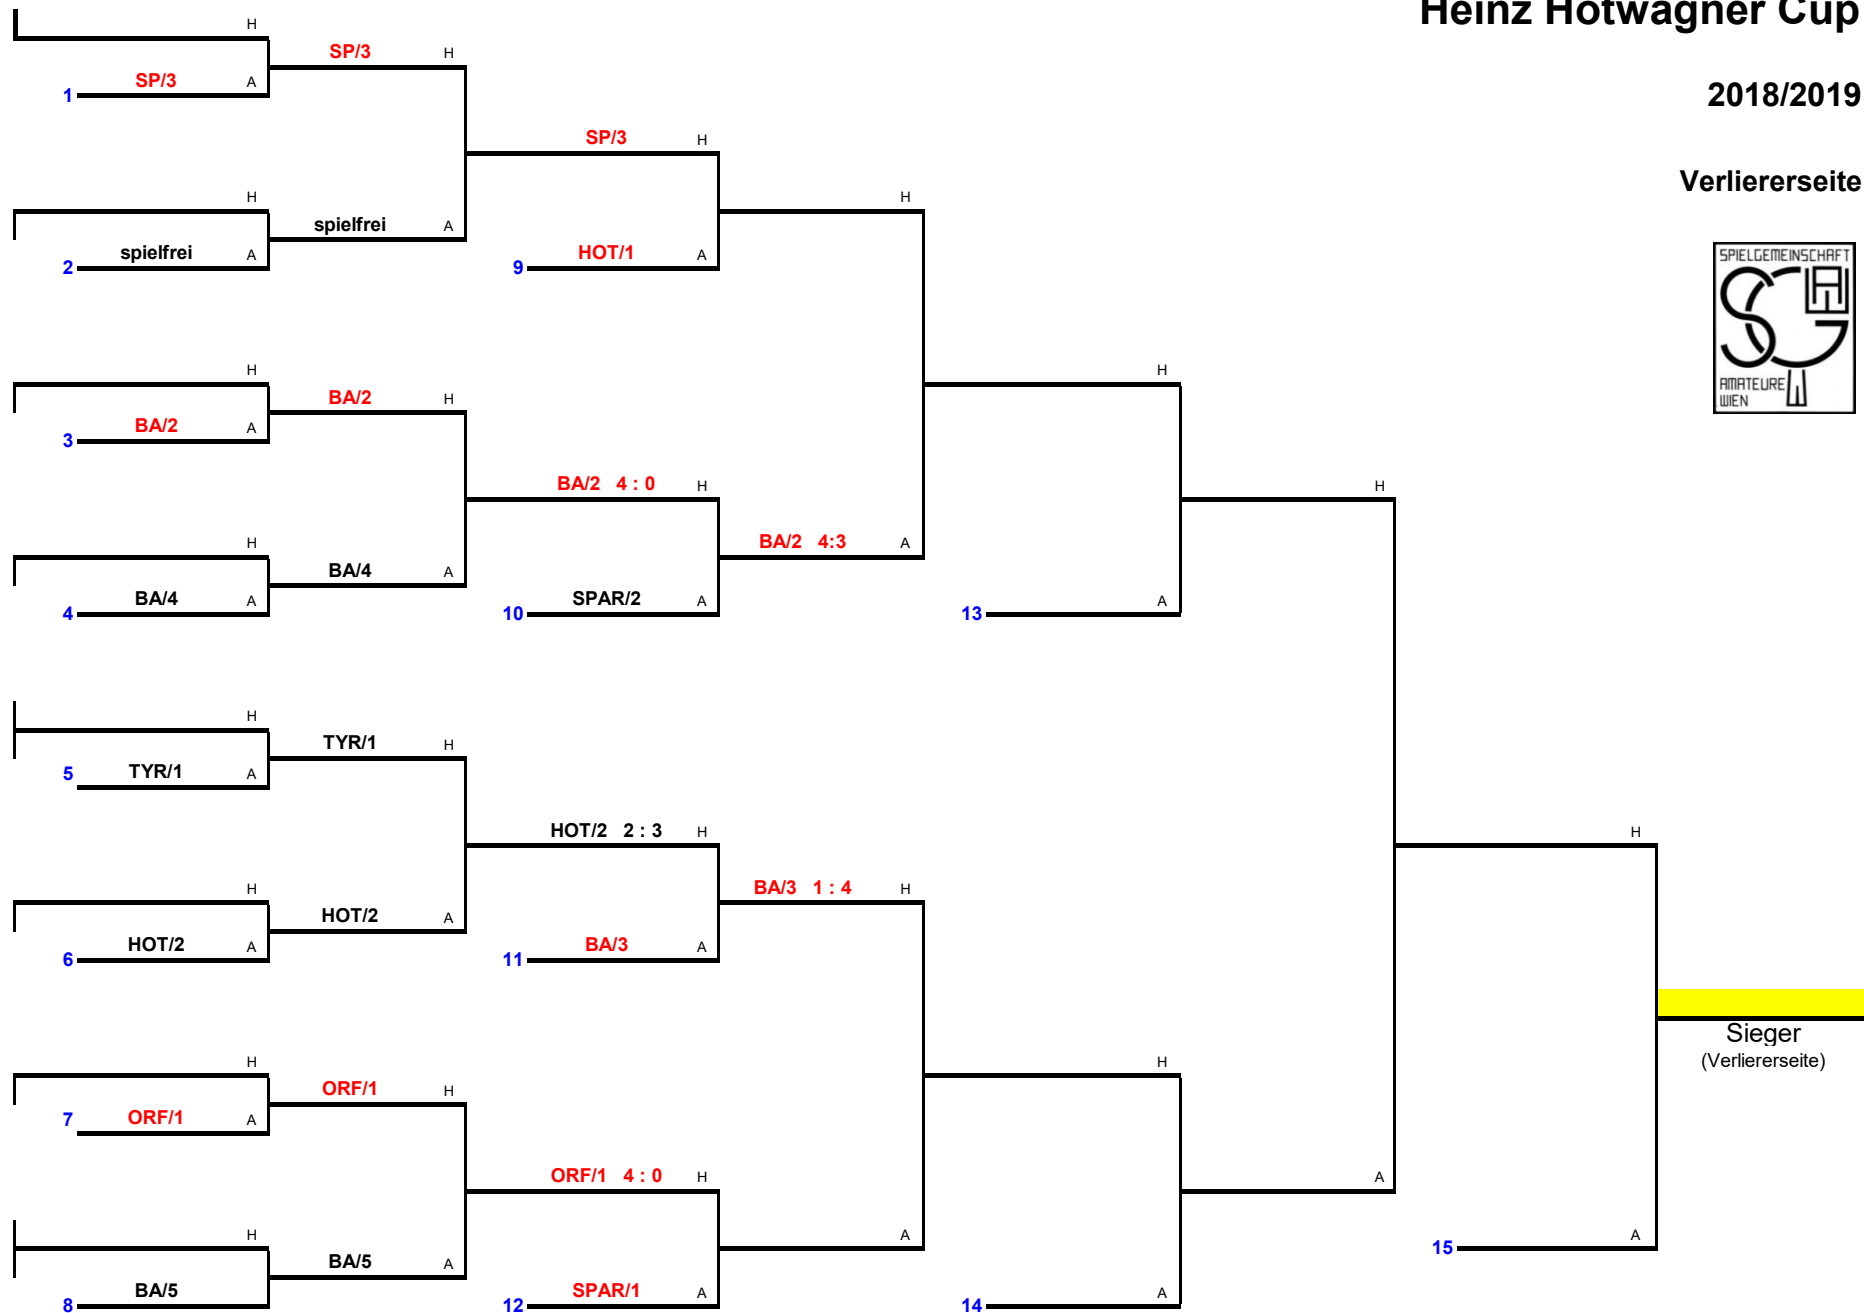 Heinz Hotwagner Cup
H
SP/3 H
SP/3 A
1
2018/2019
SP/3 H
Verliererseite
H H
spielfrei A
spielfrei A HOT/1 A
2 9
SPIELGEMEINSCHAFT
SGAW
AMATEURE
WIEN
H H
BA/2 H
BA/2 A
3
BA/2 4 : 0 H H
H BA/2 4:3 A
BA/4 A
BA/4 A SPAR/2 A A
4 10 13
H
TYR/1 H
5 TYR/1 A
HOT/2 2 : 3 H H
H BA/3 1 : 4 H
HOT/2 A
HOT/2 A BA/3 A
6 11
Sieger
(Verliererseite)
H H
ORF/1 H
7 ORF/1 A
ORF/1 4 : 0 H A
H A A
15
BA/5 A
BA/5 SPAR/1 A A
8 12 14